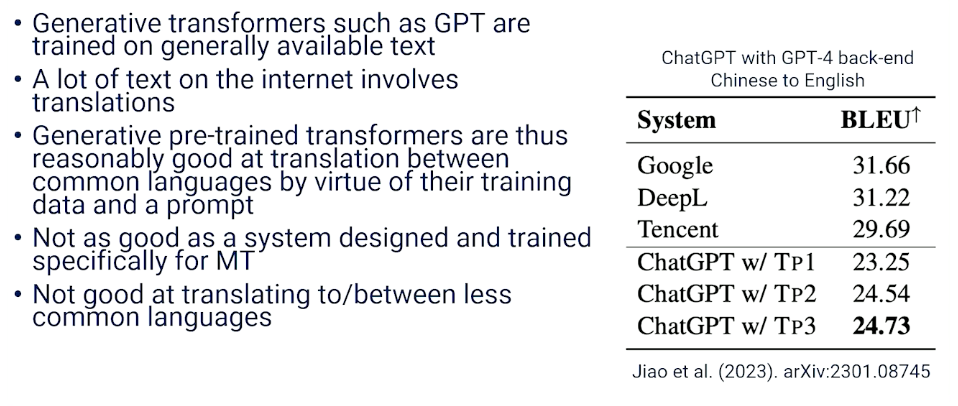 • Generative transformers such as GPT are
trained on generally available text
• A lot of text on the internet involves
translations
• Generative pre-trained transformers are thus
reasonably good at translation between
common languages by virtue of their training
data and a prompt
• Not as good as a system designed and trained
specifically for MT
• Not good at translating to/between less
common languages
ChatGPT with GPT-4 back-end
Chinese to English
System BLEU↑
Google 31.66
DeepL 31.22
Tencent 29.69
ChatGPT w/ TP1 23.25
ChatGPT w/ TP2 24.54
ChatGPT w/ TP3 24.73
Jiao et al. (2023). arXiv:2301.08745